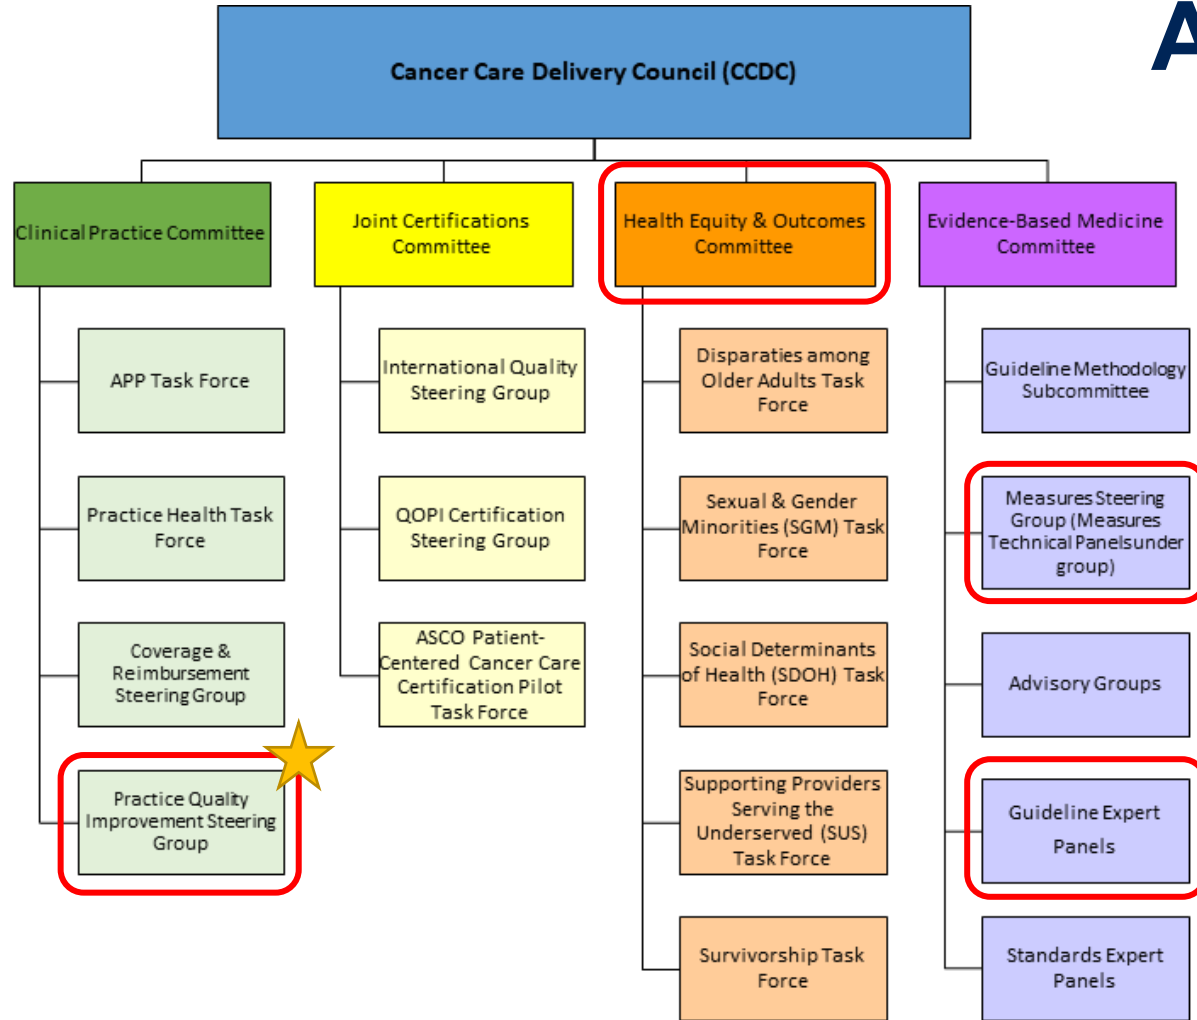 A
Cancer Care Delivery Council (CCDC)
Clinical Practice Committee
Joint Certifications
Committee
Health Equity & Outcomes
Committee
Evidence-Based Medicine
Committee
APP Task Force
Practice Health Task
Force
Coverage &
Reimbursement
Steering Group
Practice Quality
Improvement Steering
Group
International Quality
Steering Group
QOPI Certification
Steering Group
ASCO Patient-
Centered Cancer Care
Certification Pilot
Task Force
Disparaties among
Older Adults Task
Force
Sexual & Gender
Minorities (SGM) Task
Force
Social Determinants
of Health (SDOH) Task
Force
Supporting Providers
Serving the
Underserved (SUS)
Task Force
Survivorship Task
Force
Guideline Methodology
Subcommittee
Measures Steering
Group (Measures
Technical Panelsunder
group)
Advisory Groups
Guideline Expert
Panels
Standards Expert
Panels